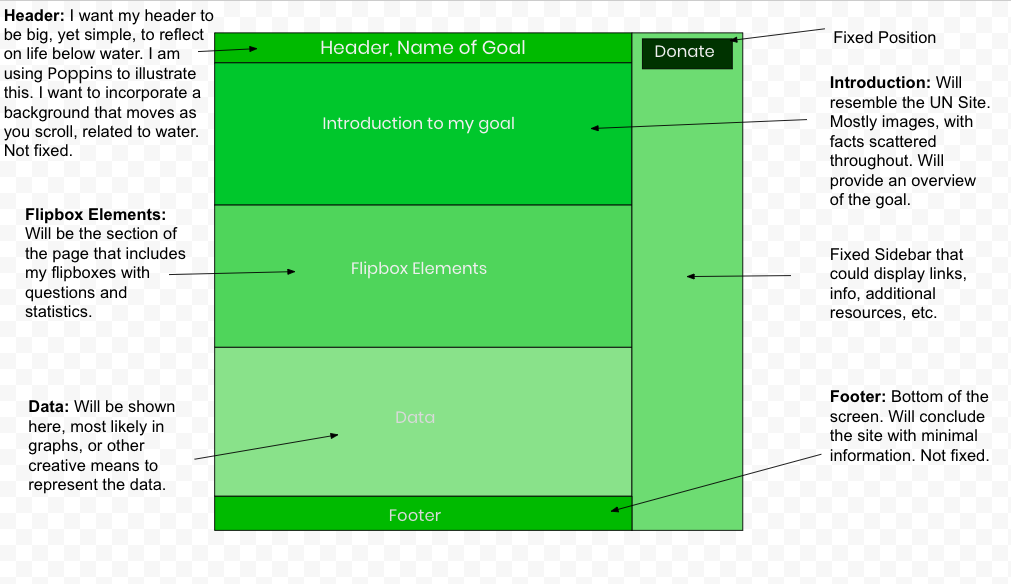 Header: I want my header to
be big, yet simple, to reflect
on life below water. I am
using Poppins to illustrate
this. I want to incorporate a
background that moves as
you scroll, related to water.
Not fixed.
Header, Name of Goal
Donate
Fixed Position
Introduction to my goal
Introduction: Will
resemble the UN Site.
Mostly images, with
facts scattered
throughout. Will
provide an overview
of the goal.
Flipbox Elements:
Will be the section of
the page that includes
my flipboxes with
questions and
statistics.
Flipbox Elements
Fixed Sidebar that
could display links,
info, additional
resources, etc.
Data: Will be shown
here, most likely in
graphs, or other
creative means to
represent the data.
Data
Footer: Bottom of the
screen. Will conclude
the site with minimal
information. Not fixed.
Footer